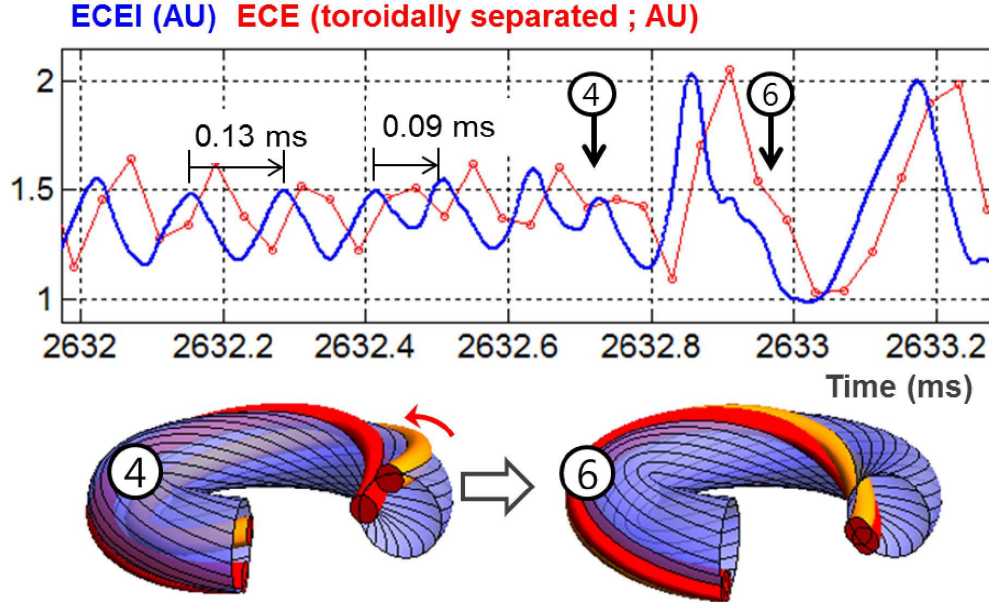 ECEI (AU) ECE (toroidally separated ; AU)
2
1.5
1
0.13 ms
0.09 ms
4
6
2632 2632.2 2632.4 2632.6 2632.8 2633 2633.2
Time (ms)
4
6